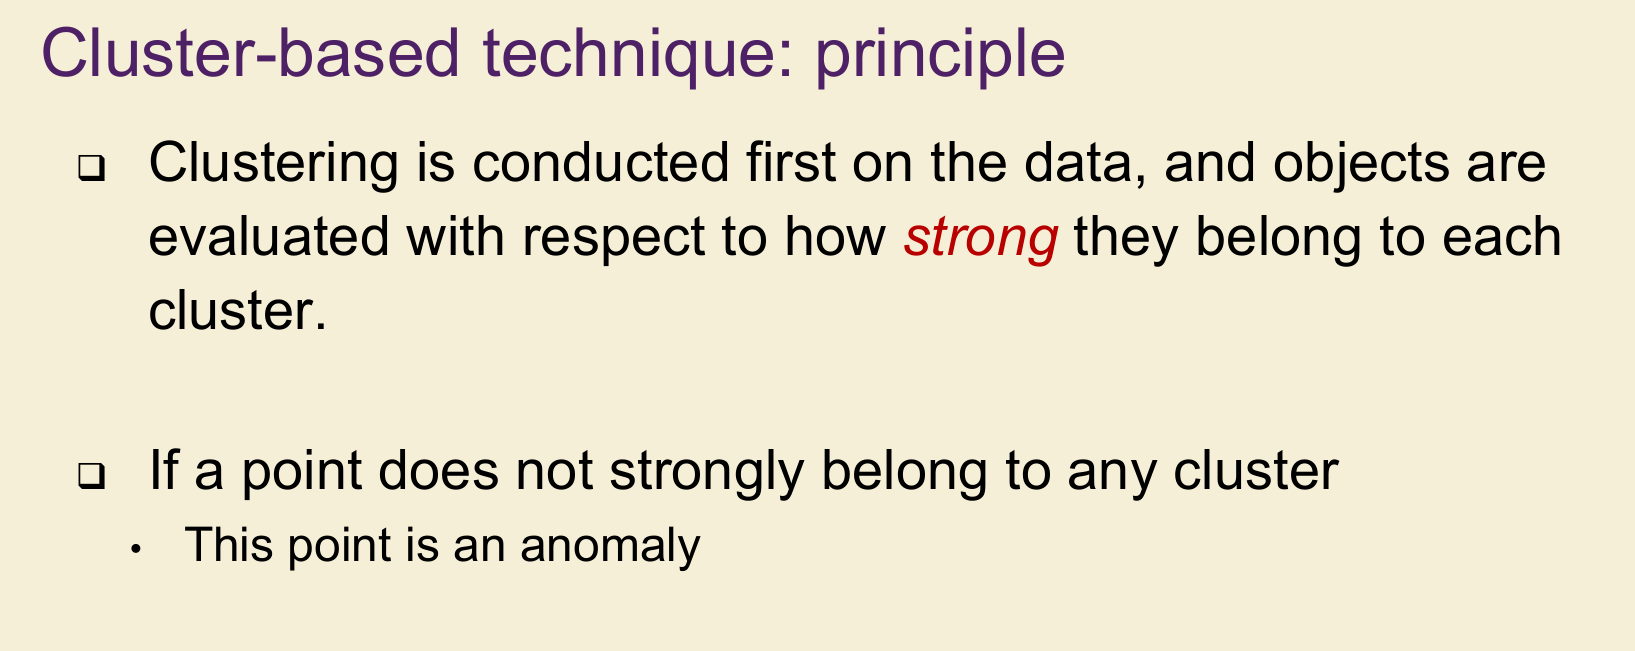 Cluster-based technique: principle
❑ Clustering is conducted first on the data, and objects are
evaluated with respect to how strong they belong to each
cluster.
❑ If a point does not strongly belong to any cluster
• This point is an anomaly